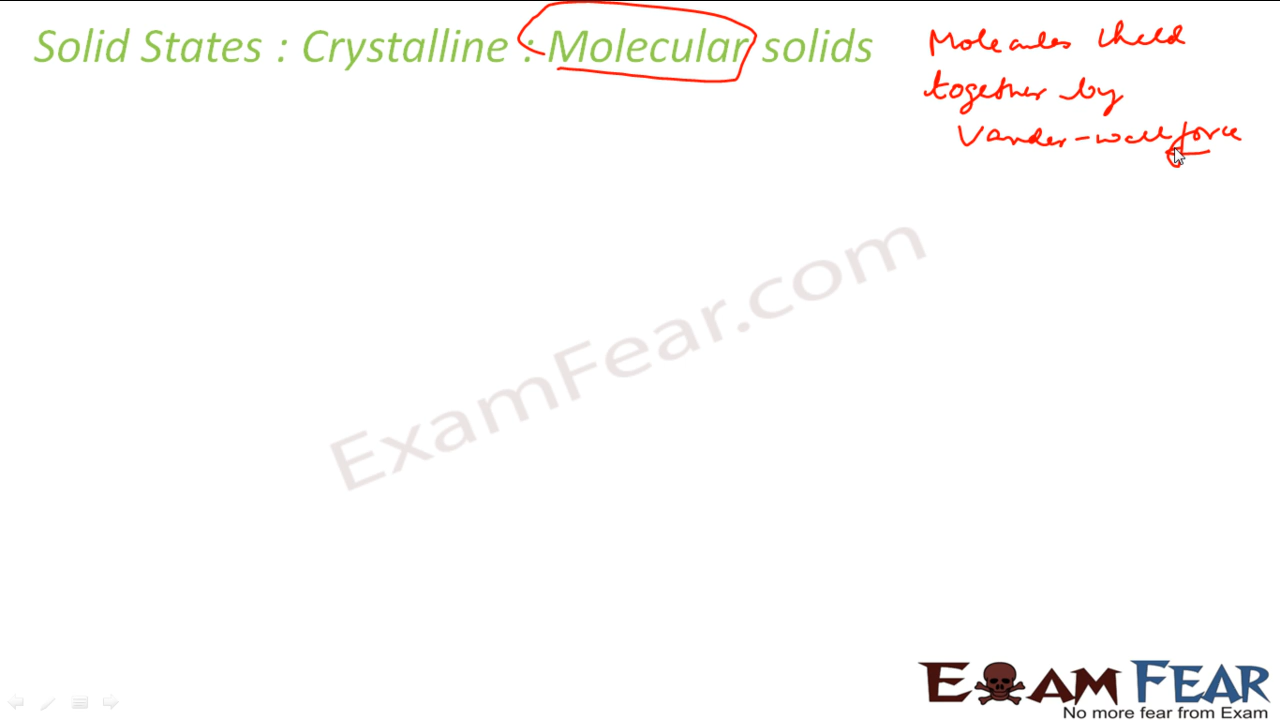 Solid States : Crystalline : Molecular solids
Molecules held
together by
Vander-wall force
ExamFear.com
EXAM FEAR
No more fear from Exam